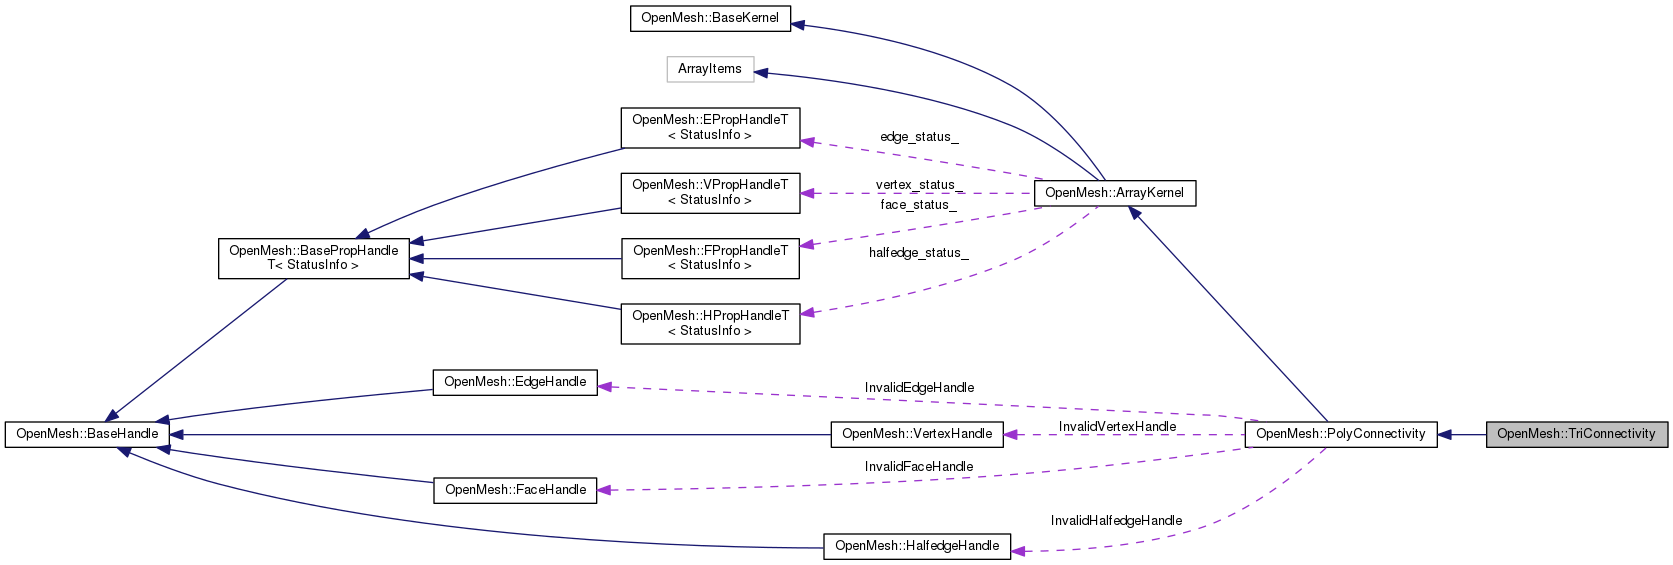 OpenMesh::BaseKernel
ArrayItems
OpenMesh::EPropHandleT
< StatusInfo >
edge_status_
OpenMesh::VPropHandleT
< StatusInfo >
vertex_status_
OpenMesh::ArrayKernel
face_status_
OpenMesh::BasePropHandle
T< StatusInfo >
OpenMesh::FPropHandleT
< StatusInfo >
halfedge_status_
OpenMesh::HPropHandleT
< StatusInfo >
OpenMesh::EdgeHandle
InvalidEdgeHandle
OpenMesh::BaseHandle
OpenMesh::VertexHandle
InvalidVertexHandle
OpenMesh::PolyConnectivity
OpenMesh::TriConnectivity
InvalidFaceHandle
OpenMesh::FaceHandle
InvalidHalfedgeHandle
OpenMesh::HalfedgeHandle